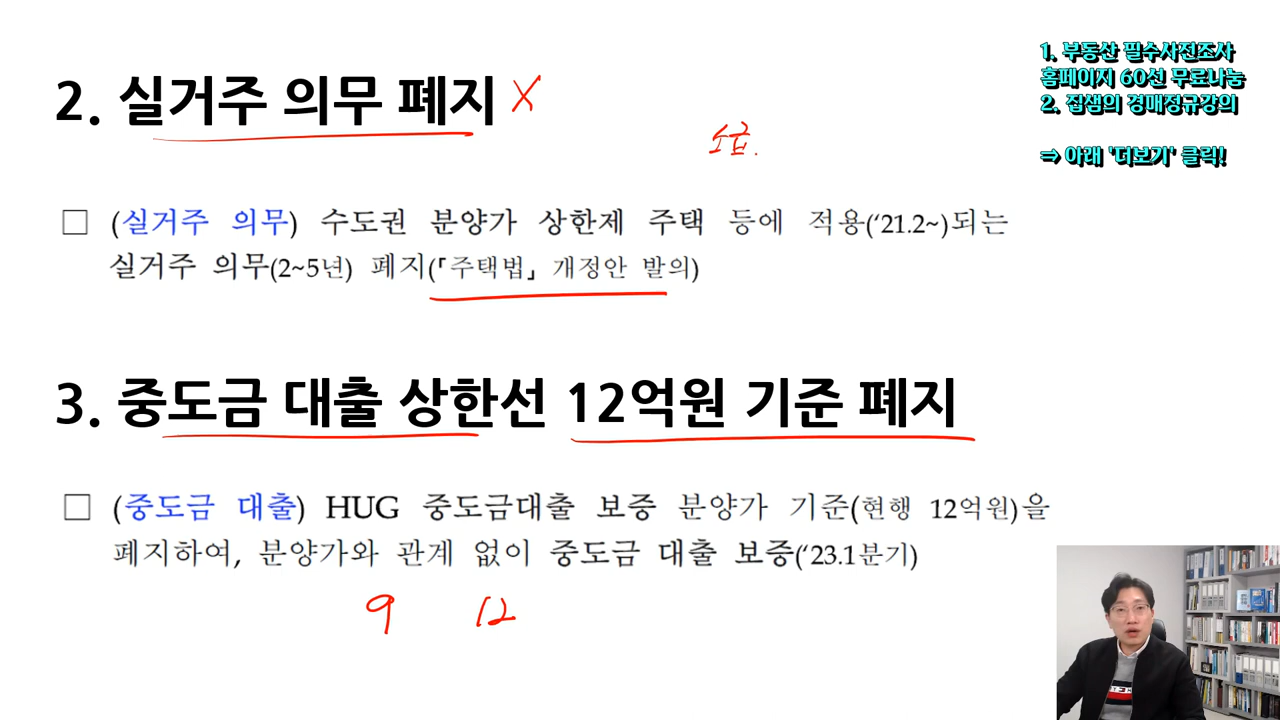 2. 실거주 의무 폐지 X
1. 부동산 필수사전조사
홈페이지 60선 무료나눔
2. 집샘의 경매정규강의
⇒ 아래 '더보기' 클릭!
소급.
□ (실거주 의무) 수도권 분양가 상한제 주택 등에 적용('21.2~)되는
실거주 의무(2~5년) 폐지(「주택법」 개정안 발의)
3. 중도금 대출 상한선 12억원 기준 폐지
□ (중도금 대출) HUG 중도금대출 보증 분양가 기준(현행 12억원)을
폐지하여, 분양가와 관계 없이 중도금 대출 보증('23.1분기)
9 12